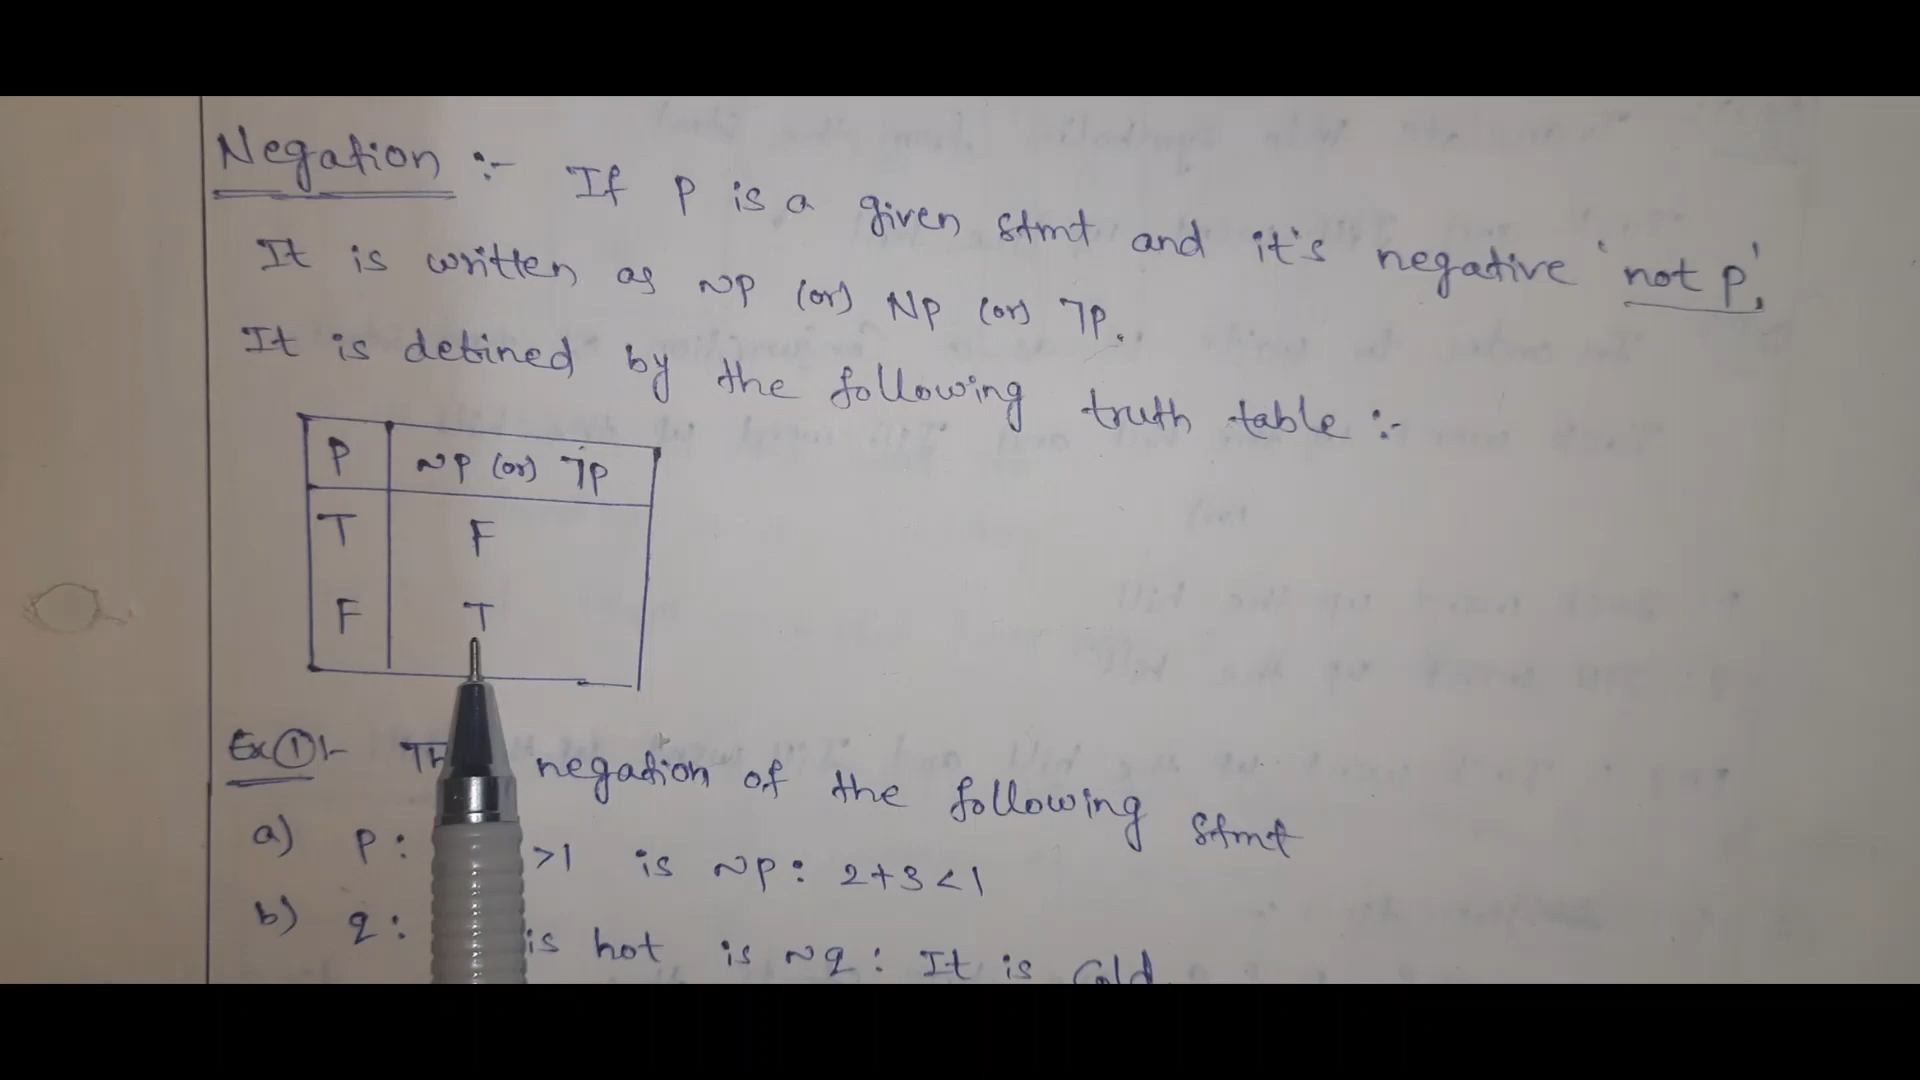 Negation :- If P is a given stmt and it's negative 'not p'.
It is written as ~P (or) NP (or) ⅂P.
It is defined by the following truth table :-
P ~P (or) ⅂P
T F
F T
Ex ① :- negation of the following stmt
a) P: >1 is ~P: 2+3<1
b) q: is hot is ~q: It is Cold